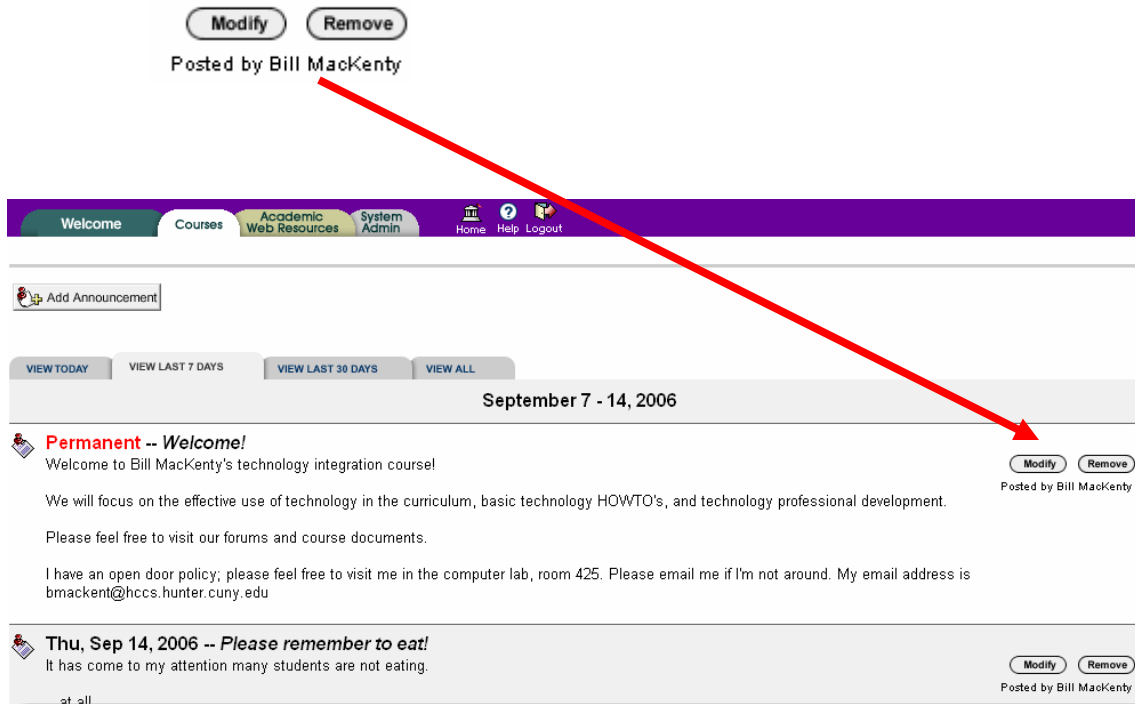 Modify Remove
Posted by Bill MacKenty
Welcome Courses Academic Web Resources System Admin Home Help Logout
Add Announcement
VIEW TODAY VIEW LAST 7 DAYS VIEW LAST 30 DAYS VIEW ALL
September 7 - 14, 2006
Permanent -- Welcome!
Welcome to Bill MacKenty's technology integration course!
Modify Remove
Posted by Bill MacKenty
We will focus on the effective use of technology in the curriculum, basic technology HOWTO's, and technology professional development.
Please feel free to visit our forums and course documents.
I have an open door policy; please feel free to visit me in the computer lab, room 425. Please email me if I'm not around. My email address is
bmackent@hccs.hunter.cuny.edu
Thu, Sep 14, 2006 -- Please remember to eat!
It has come to my attention many students are not eating.
Modify Remove
Posted by Bill MacKenty
...at all